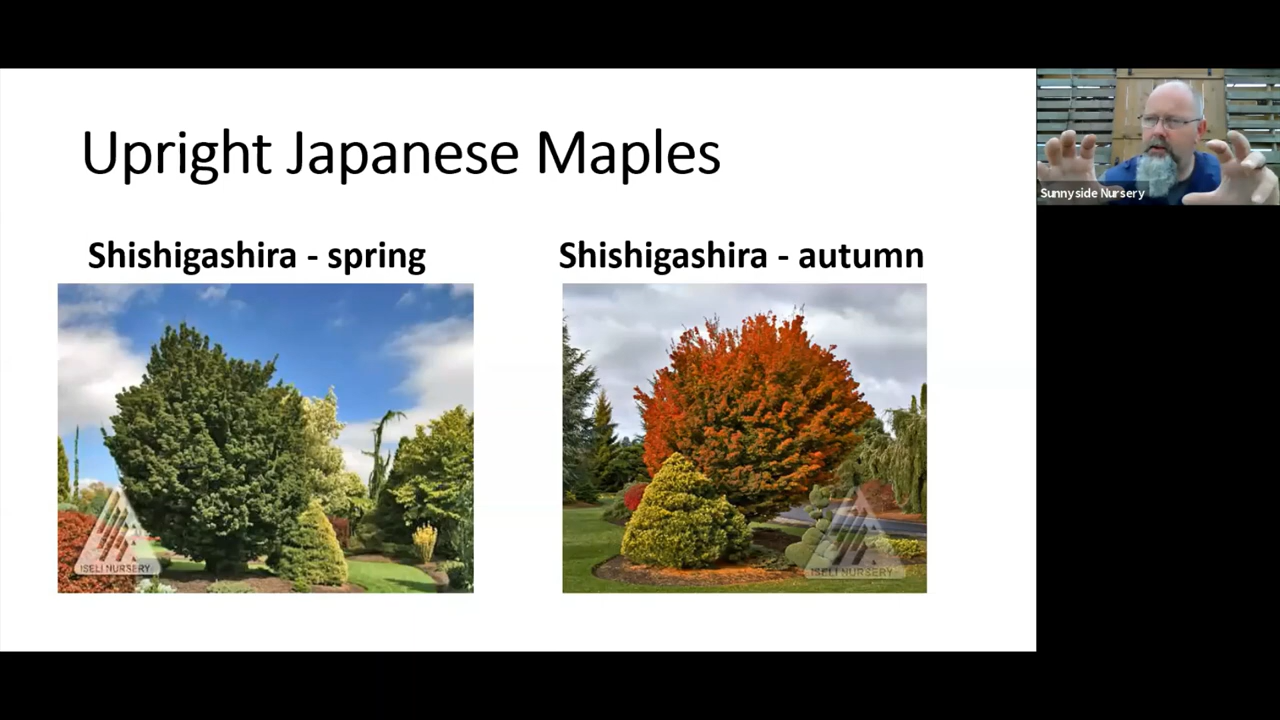 Upright Japanese Maples
Shishigashira - spring
Shishigashira - autumn
ISELI NURSERY
ISELI NURSERY
Sunnyside Nursery